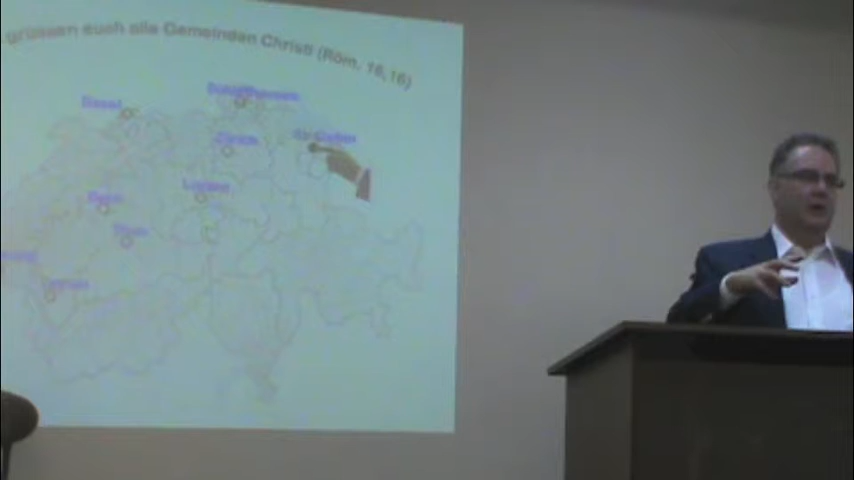 grüssen euch alle Gemeinden Christi (Röm. 16,16)
Basel
Schaffhausen
Zürich
St. Gallen
Luzern
Bern
Thun